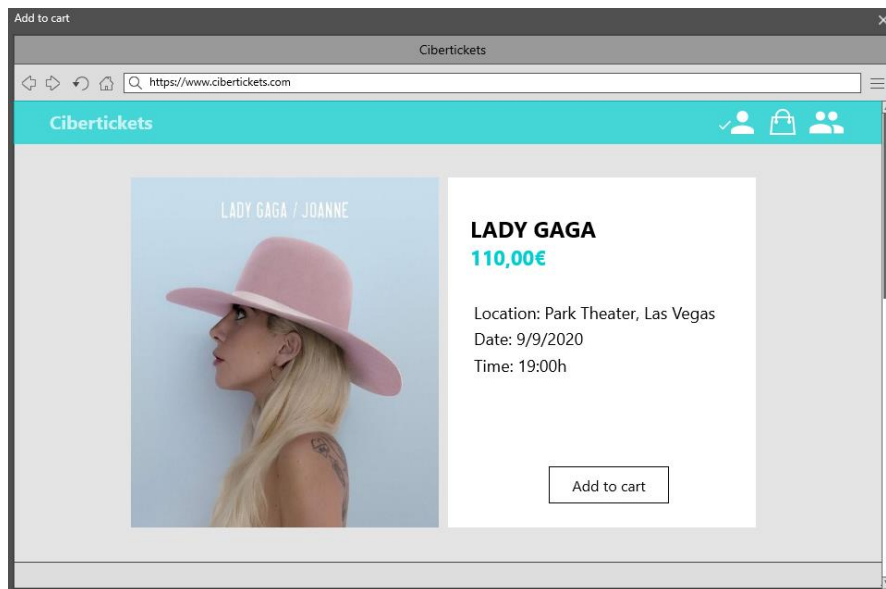 Add to cart
Cibertickets
https://www.cibertickets.com
Cibertickets
LADY GAGA / JOANNE
LADY GAGA
110,00€
Location: Park Theater, Las Vegas
Date: 9/9/2020
Time: 19:00h
Add to cart